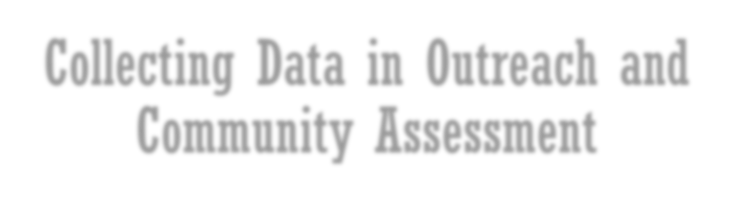 Collecting Data in Outreach and
Community Assessment